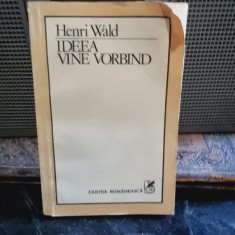 Henri Wald
IDEEA
VINE VORBIND
CARTEA ROMÂNEASCĂ